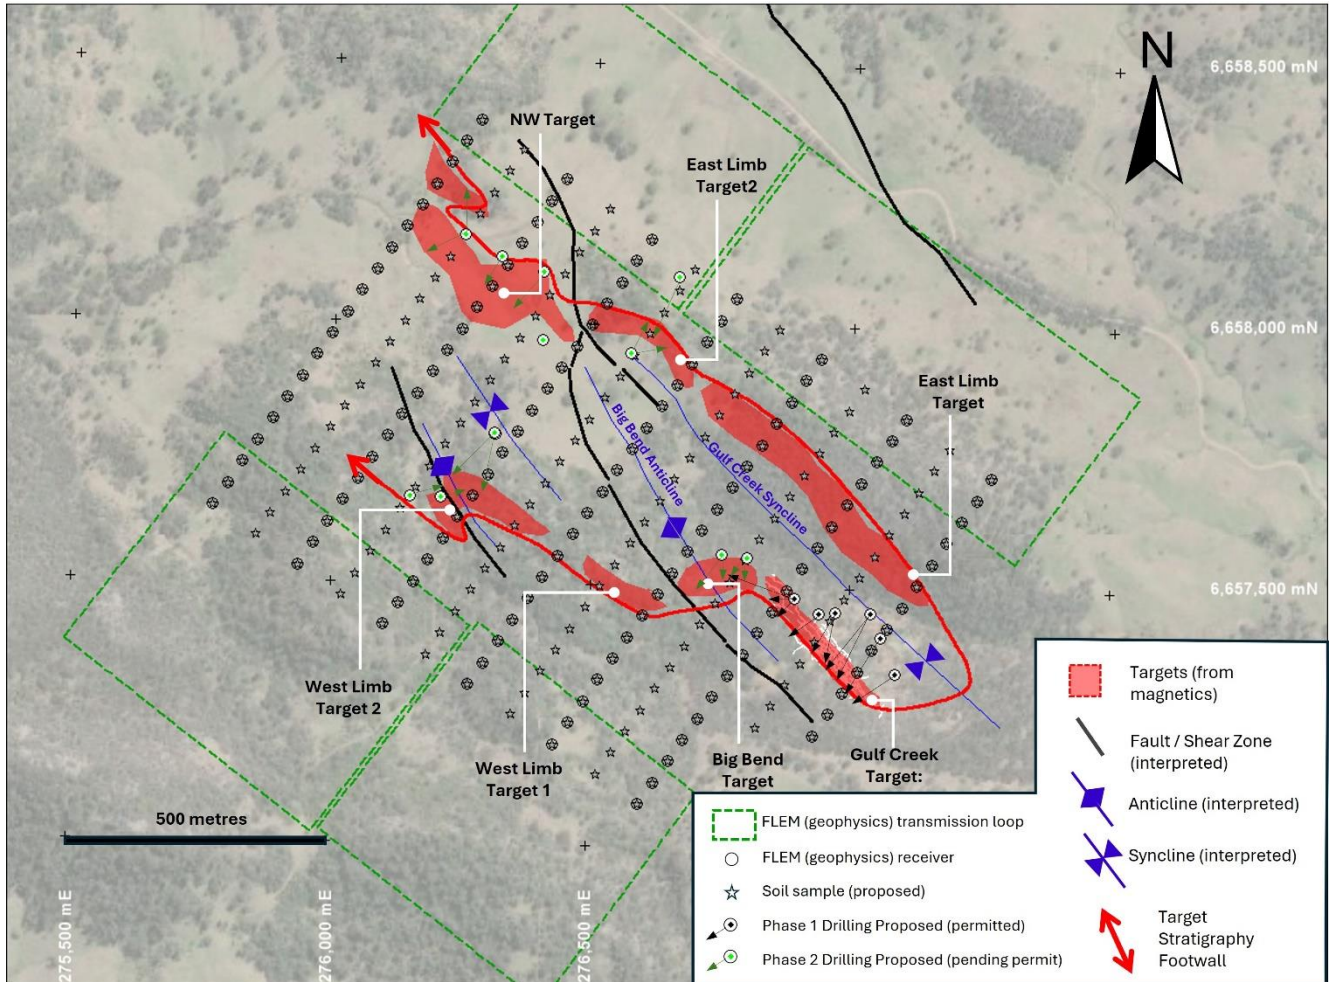 N
6,658,500 mN
NW Target
East Limb
Target2
6,658,000 mN
East Limb
Target
Big Bend Anticline
Gulf Creek Syncline
6,657,500 mN
West Limb
Target 2
West Limb
Target 1
Big Bend
Target
Gulf Creek
Target:
500 metres
275,500 mE
276,000 mE
276,500 mE
Targets (from
magnetics)
Fault / Shear Zone
(interpreted)
Anticline (interpreted)
Syncline (interpreted)
Target
Stratigraphy
Footwall
FLEM (geophysics) transmission loop
FLEM (geophysics) receiver
Soil sample (proposed)
Phase 1 Drilling Proposed (permitted)
Phase 2 Drilling Proposed (pending permit)